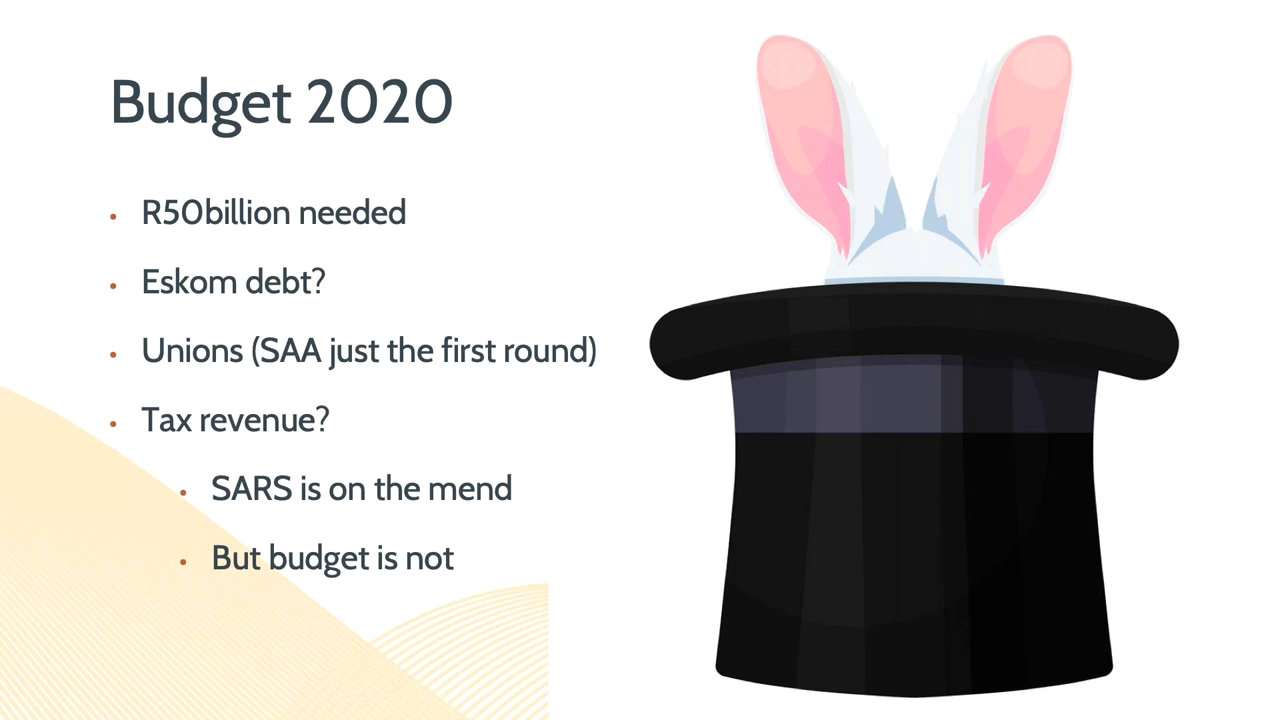 Budget 2020
R50billion needed
Eskom debt?
Unions (SAA just the first round)
Tax revenue?
SARS is on the mend
But budget is not